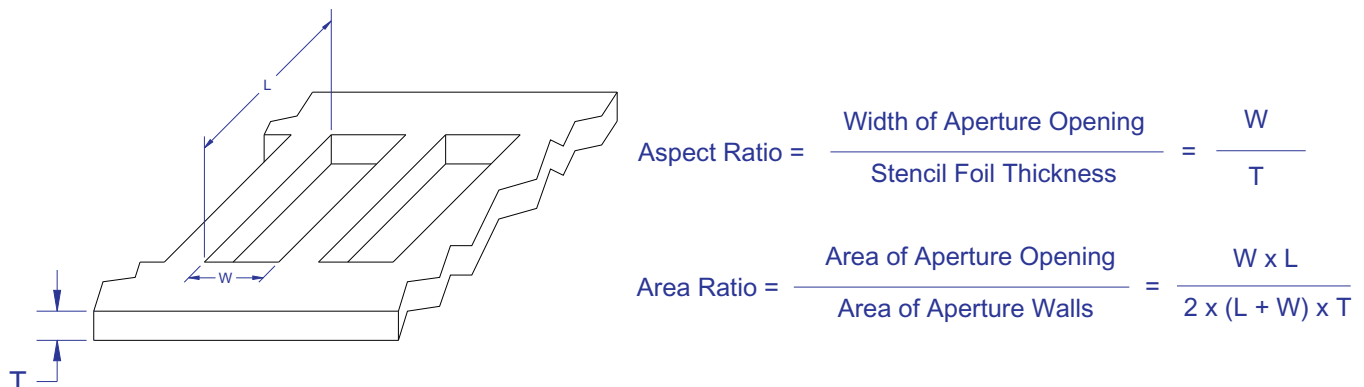 L
W
T
Aspect Ratio = Width of Aperture Opening / Stencil Foil Thickness = W / T
Area Ratio = Area of Aperture Opening / Area of Aperture Walls = W x L / 2 x (L + W) x T